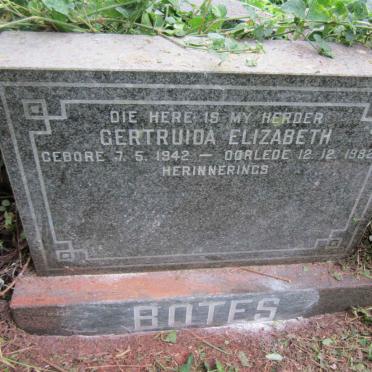 DIE HERE IS MY HERDER
GERTRUIDA ELIZABETH
GEBORE 7.5.1942 — OORLEDE 12.12.1982
HERINNERINGS
BOTES